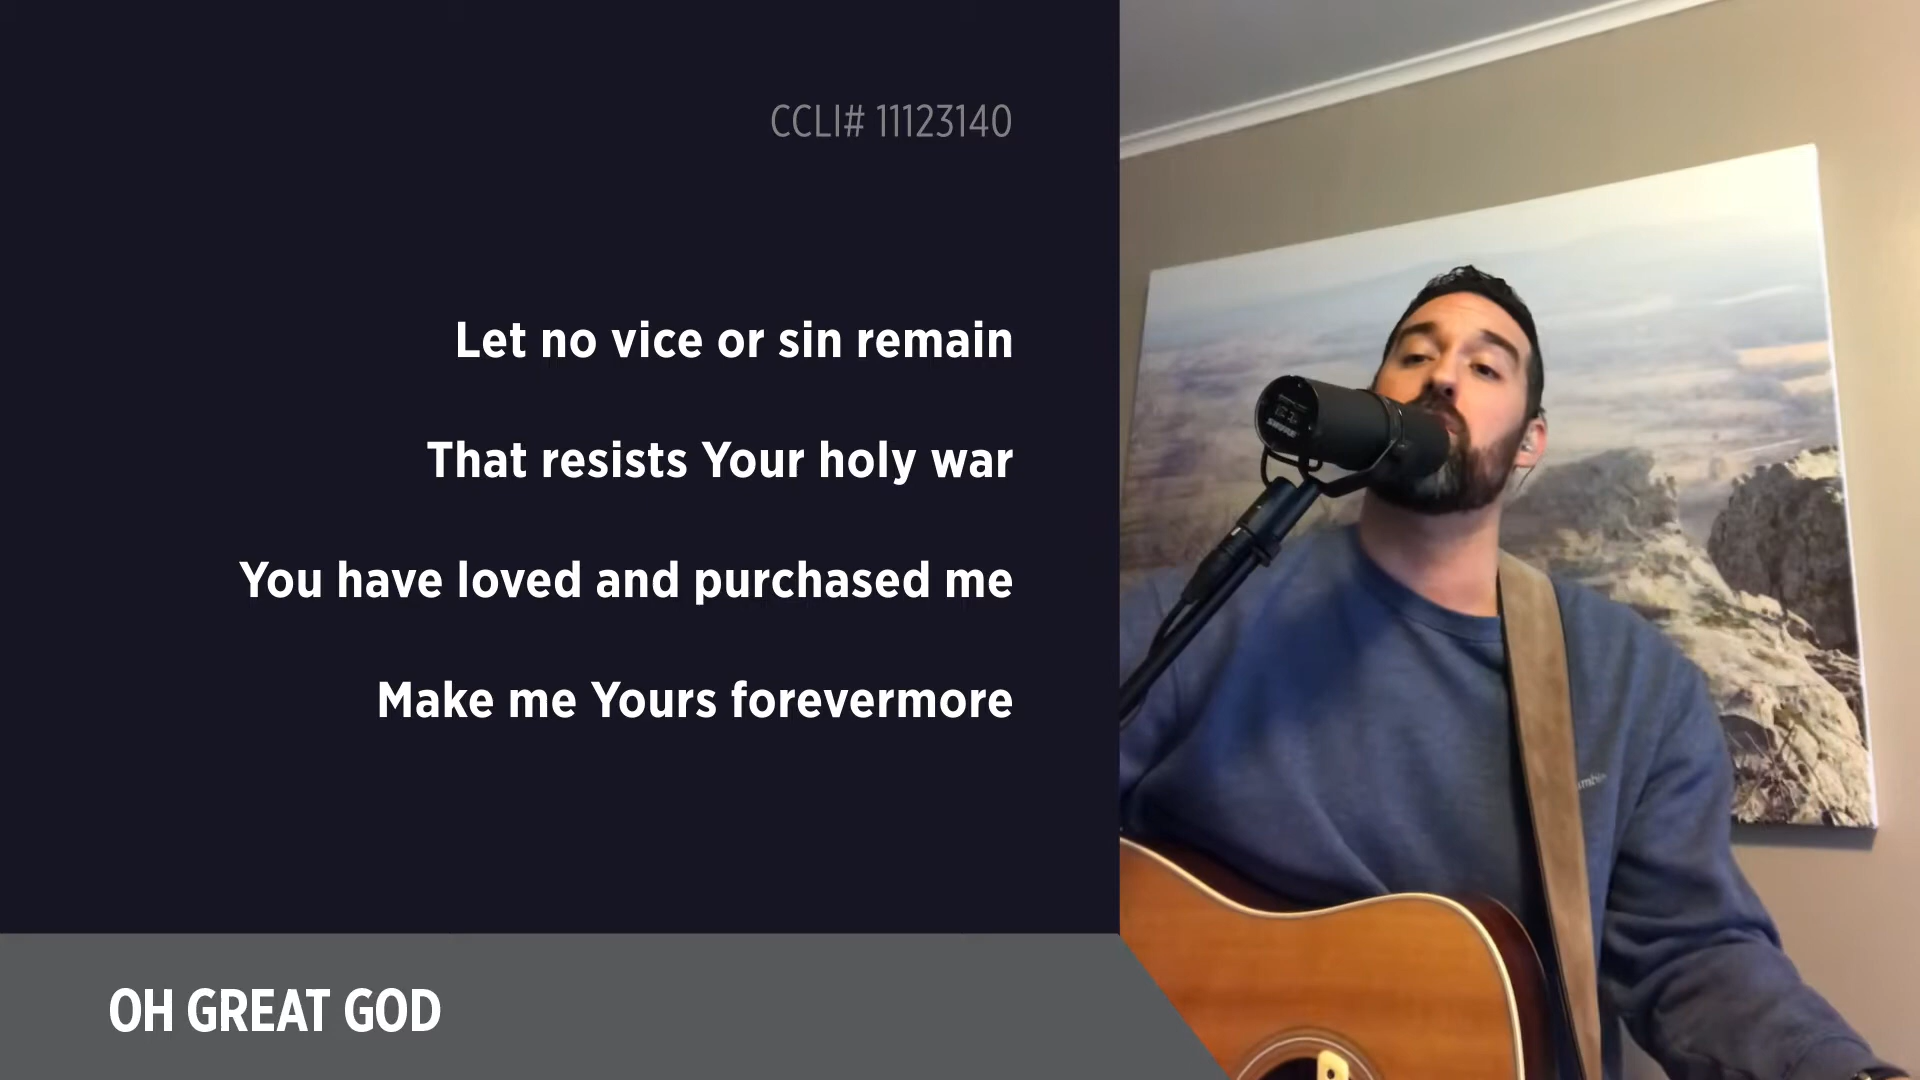 CCLI# 11123140
Let no vice or sin remain
That resists Your holy war
You have loved and purchased me
Make me Yours forevermore
OH GREAT GOD
SHURE